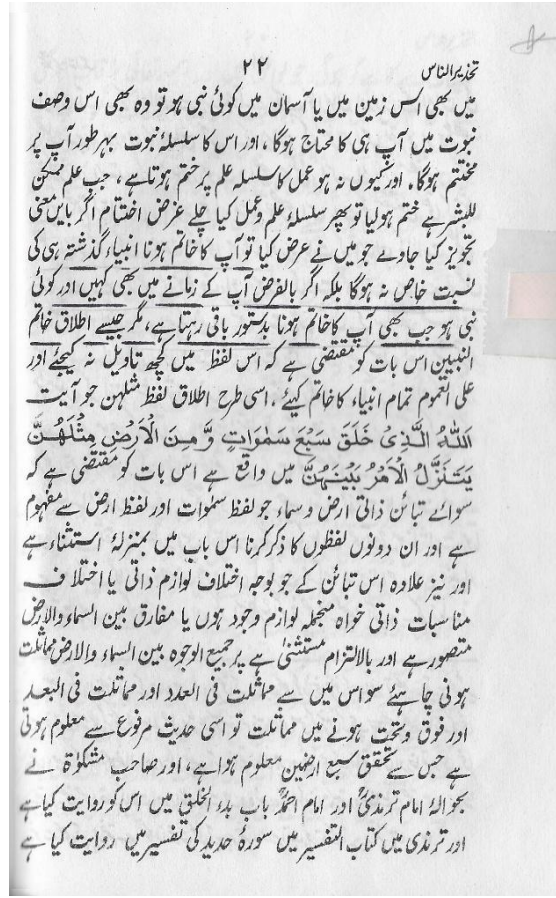 تحذیر الناس
۲۲
میں بھی اس زمین میں یا آسمان میں کوئی نبی ہو تو وہ بھی اس وصف
نبوت میں آپ ہی کا محتاج ہوگا، اور اس کا سلسلۂ نبوت بہرطور آپ پر
مختتم ہوگا۔ اور کیوں نہ ہو عمل کا سلسلہ علم پر ختم ہوتا ہے، جب علم ممکن
للبشر ہے ختم ہو لیا تو پھر سلسلۂ علم و عمل کیا چلے غرض اختتام اگر بایں معنی
تجویز کیا جاوے جو میں نے عرض کیا تو آپ کا خاتم ہونا انبیاء گذشتہ ہی کی
نسبت خاص نہ ہوگا بلکہ اگر بالفرض آپ کے زمانے میں بھی کہیں اور کوئی
نبی ہو جب بھی آپ کا خاتم ہونا بدستور باقی رہتا ہے، مگر جیسے اطلاق خاتم
النبیین اس بات کو مقتضی ہے کہ اس لفظ میں کچھ تاویل نہ کیجئے اور
علی العموم تمام انبیاء کا خاتم کہئے، اسی طرح اطلاق لفظ مثلہن جو آیت
اَللّٰهُ الَّذِیْ خَلَقَ سَبْعَ سَمٰوَاتٍ وَّمِنَ الْاَرْضِ مِثْلَهُنَّ
یَتَنَزَّلُ الْاَمْرُ بَیْنَهُنَّ میں واقع ہے اس بات کو مقتضی ہے کہ
سوائے تبائن ذاتی ارض و سماء جو لفظ سموات اور لفظ ارض سے مفہوم
ہے اور ان دونوں لفظوں کا ذکر کرنا اس باب میں بمنزلۂ استثناء ہے
اور نیز علاوہ اس تبائن کے جو بوجہ اختلاف لوازم ذاتی یا اختلاف
مناسبات ذاتی خواہ منجملہ لوازم وجود ہوں یا مفارق بین السماء والارض
متصور ہے اور بالالتزام مستثنیٰ ہے پر جمیع الوجوہ بین السماء والارض مماثلت
ہونی چاہئے سو اس میں سے مماثلت فی العدد اور مماثلت فی البعد
اور فوق و تحت ہونے میں مماثلت تو اسی حدیث مرفوع سے معلوم ہوتی
ہے جس سے تحقق سبع ارضین معلوم ہوا ہے، اور صاحب مشکوٰۃ نے
بحوالۂ امام ترمذیؒ اور امام احمدؒ باب بدء الخلق میں اس کو روایت کیا ہے
اور ترمذی میں کتاب التفسیر میں سورۂ حدید کی تفسیر میں روایت کیا ہے